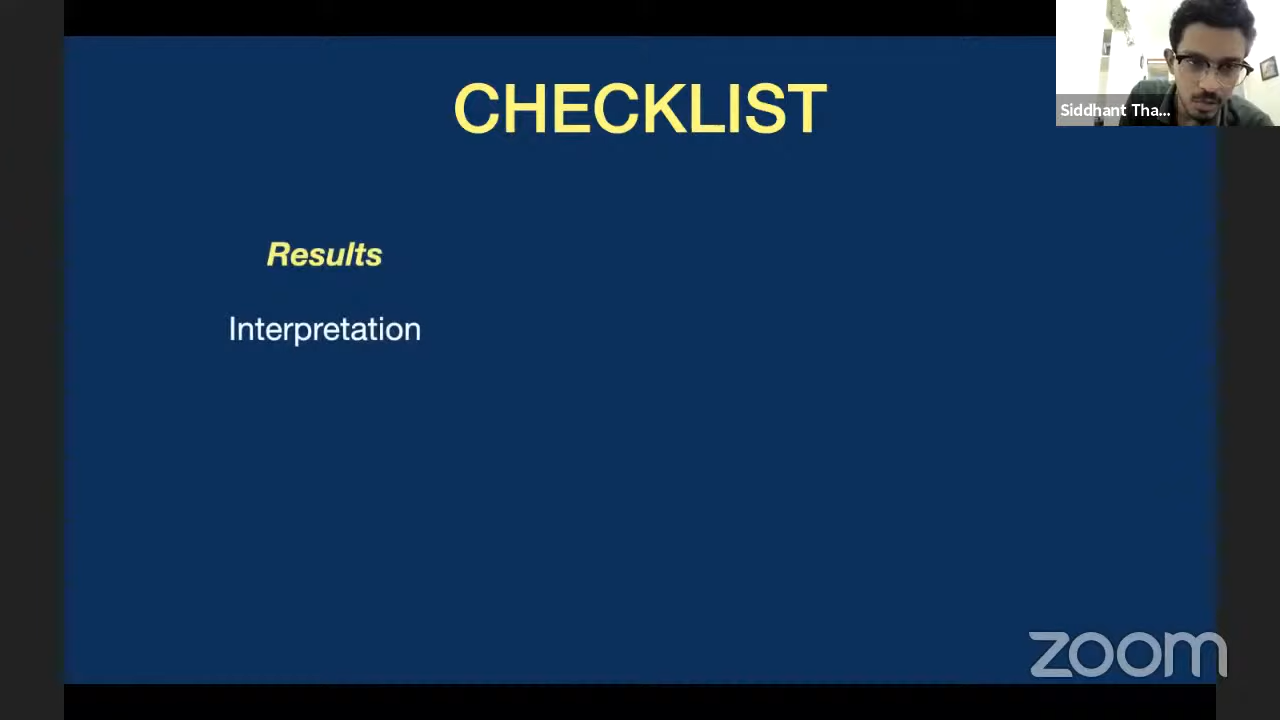 CHECKLIST
Siddhant Tha...
Results
Interpretation
zoom